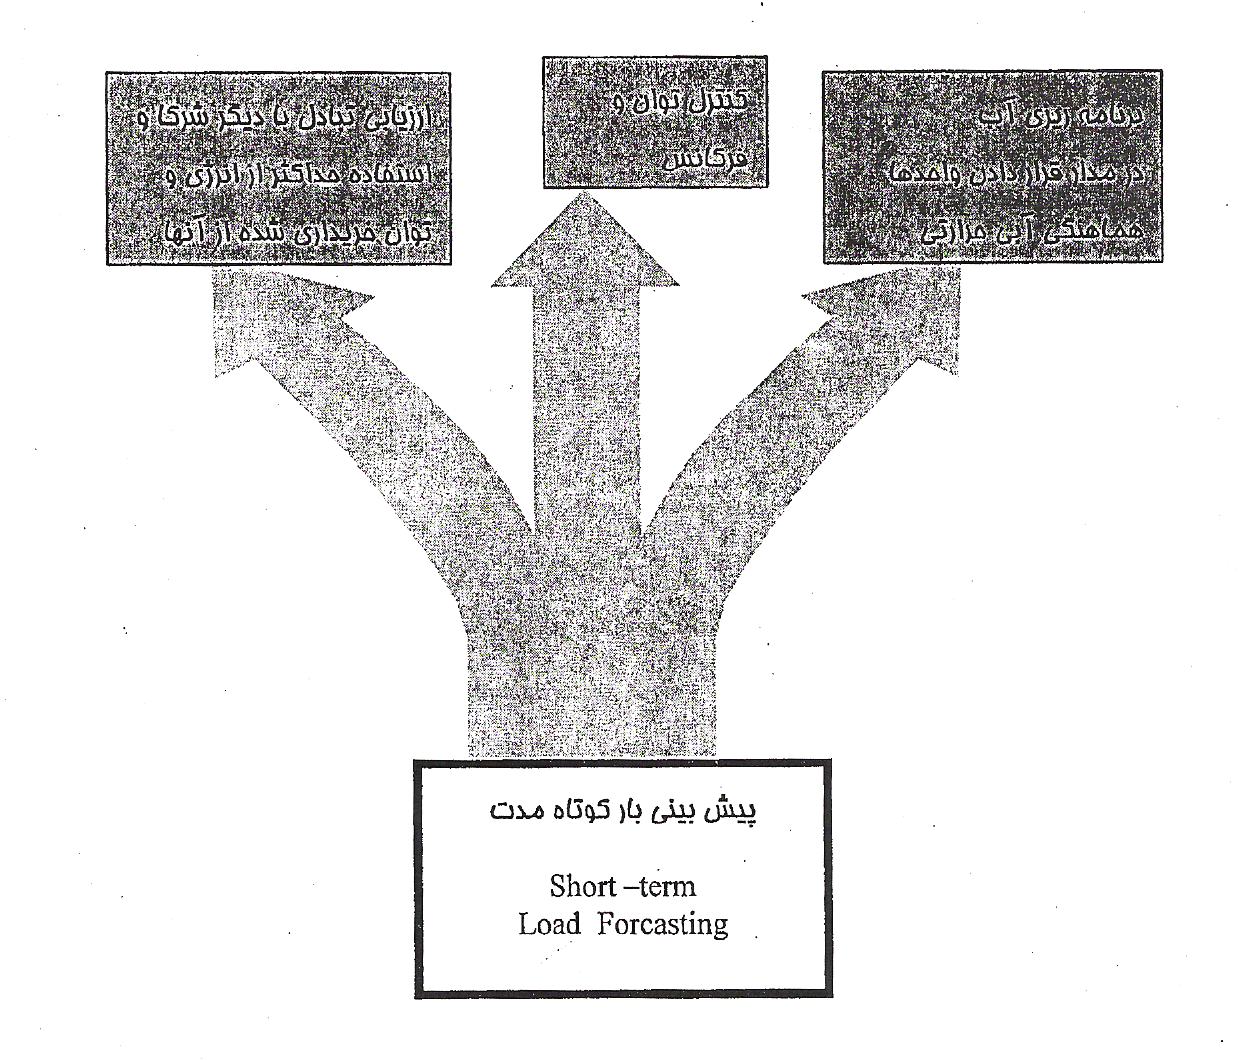 برنامه ریزی آب
در مدار قرار دادن واحدها
هماهنگی آبی حرارتی
کنترل توان و
فرکانس
ارزیابی تبادل با دیگر شرکا و
استفاده حداکثر از انرژی و
توان خریداری شده از آنها
پیش بینی بار کوتاه مدت
Short –term
Load Forcasting